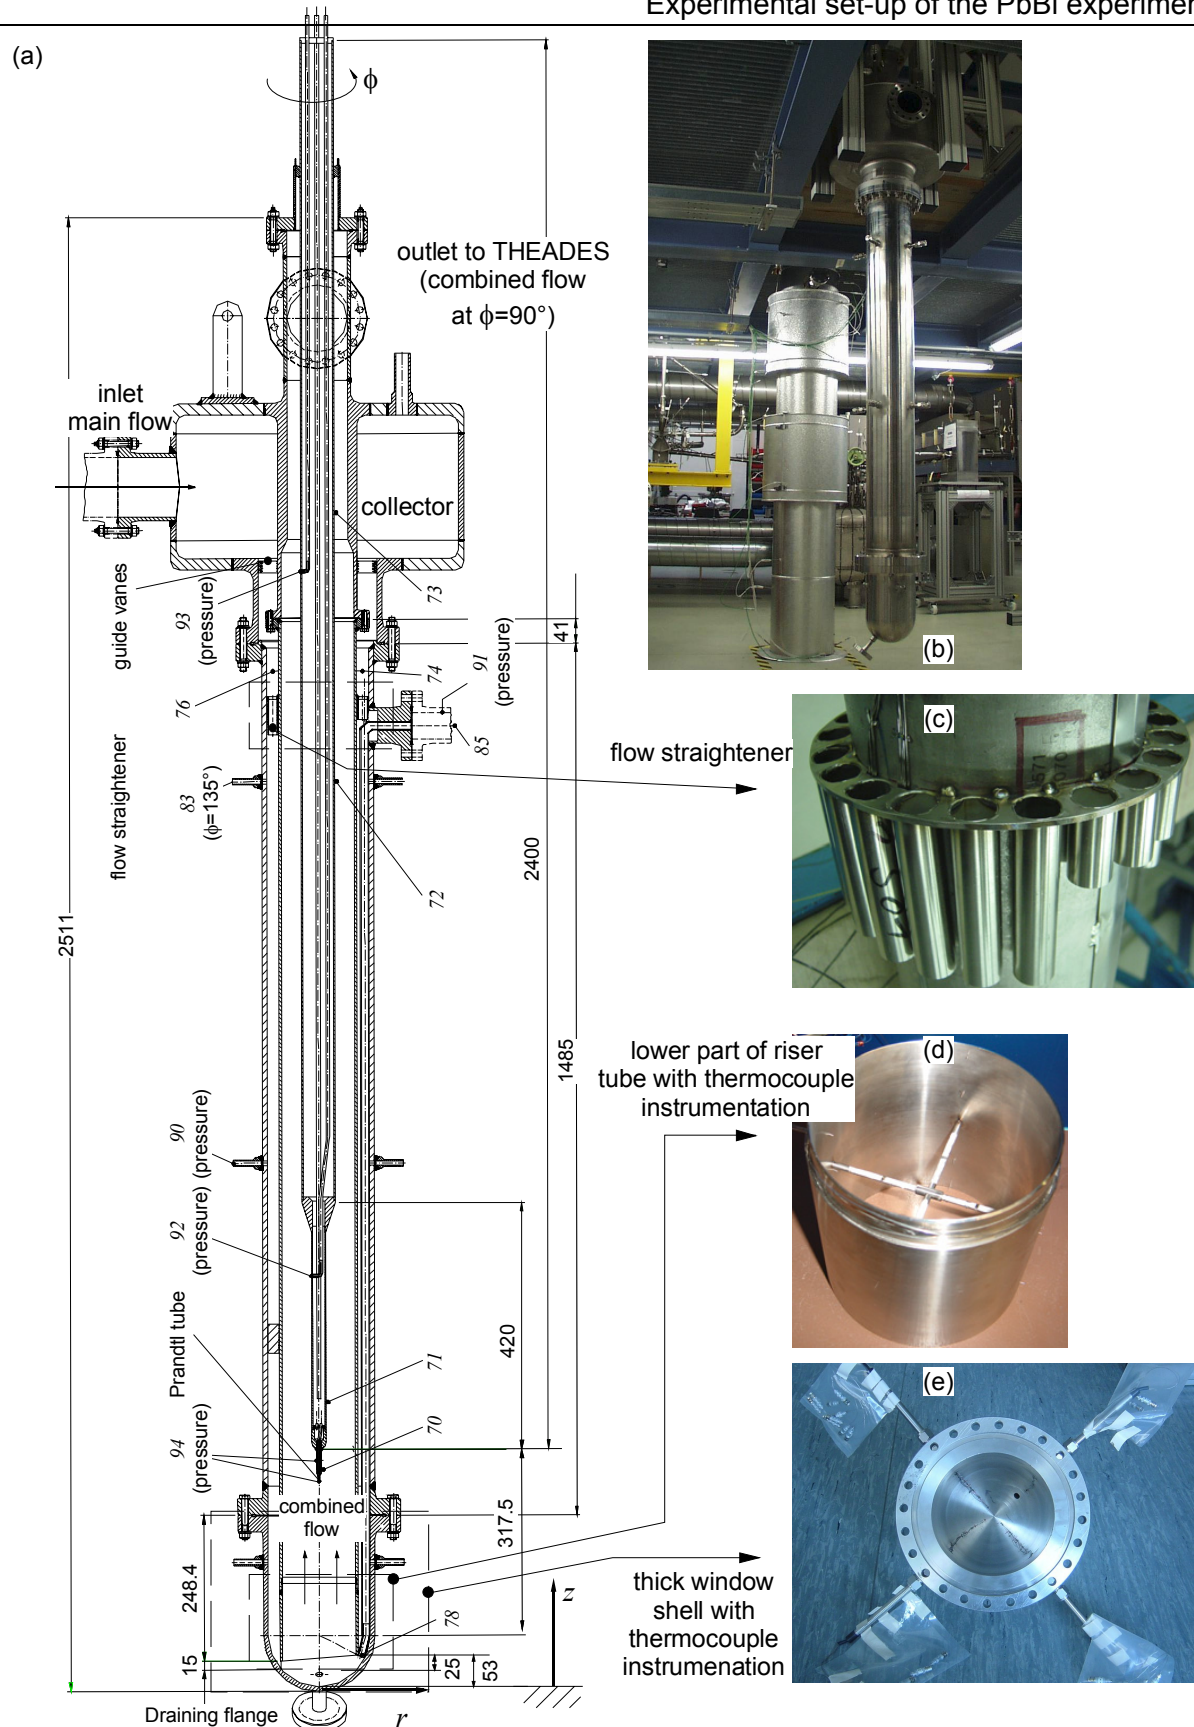 Experimental set-up of the PbBi experimen
(a)
ϕ
outlet to THEADES
(combined flow
at ϕ=90°)
inlet
main flow
collector
guide vanes
93
(pressure)
73
41
(b)
76
74
91
(pressure)
85
flow straightener
(c)
flow straightener
83
(ϕ=135°)
72
2400
2511
1485
lower part of riser
tube with thermocouple
instrumentation
(d)
90
(pressure)
92
(pressure)
Prandtl tube
420
71
70
94
(pressure)
(e)
combined
flow
317.5
248.4
z
thick window
shell with
thermocouple
instrumenation
78
15
25
53
Draining flange
r